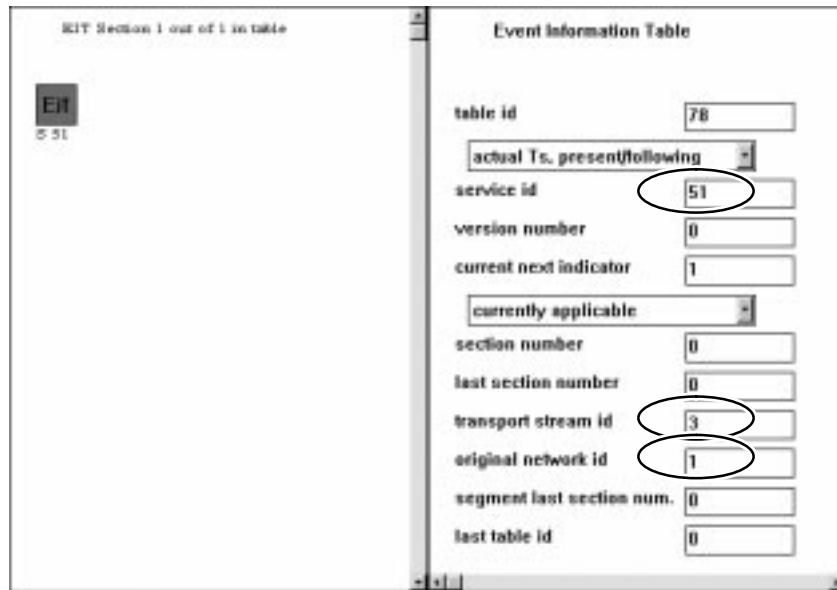 EIT Section 1 out of 1 in table
Eit
S 51
Event Information Table
table id 78
actual Ts, present/following
service id 51
version number 0
current next indicator 1
currently applicable
section number 0
last section number 0
transport stream id 3
original network id 1
segment last section num. 0
last table id 0